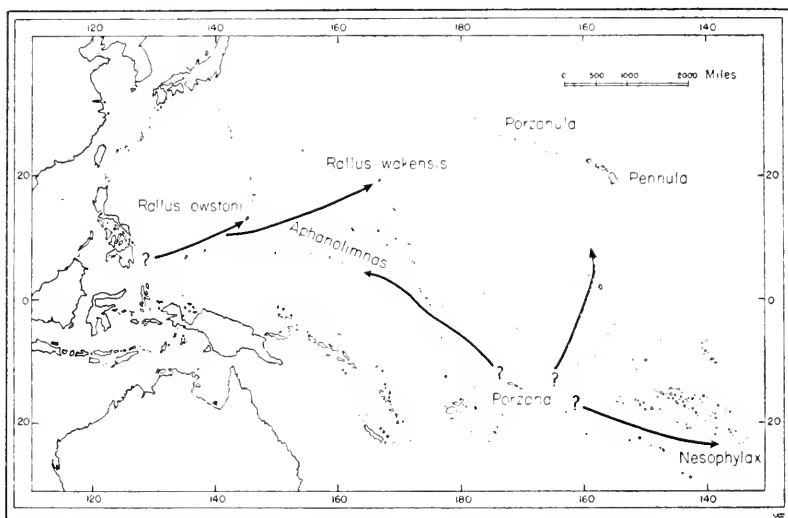 120 140 160 180 160 140
0 500 1000 2000 Miles
Porzanula
Rallus wakensis
20 Pennula 20
Rallus owstoni
Aphanolimnas
?
0 0
? ?
Porzana ?
20 20
Nesophylax
120 140 160 180 160 140